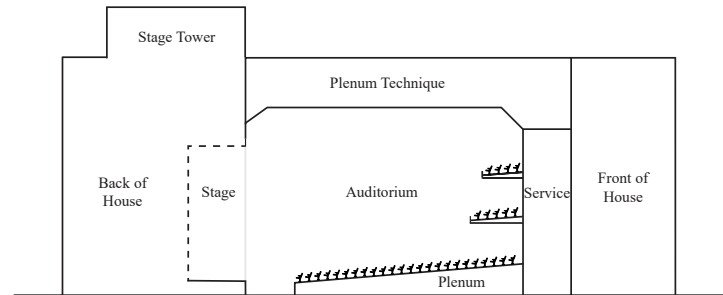 Stage Tower
Plenum Technique
Back of
House
Stage
Auditorium
Service
Front of
House
Plenum